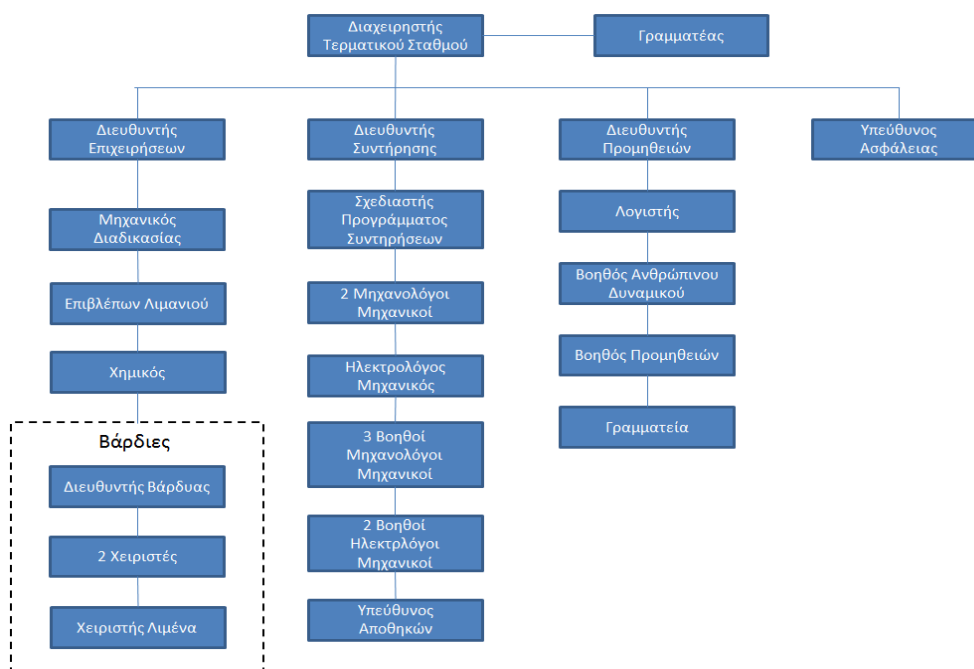 Διαχειρηστής
Τερματικού Σταθμού
Γραμματέας
Διευθυντής
Επιχειρήσεων
Μηχανικός
Διαδικασίας
Επιβλέπων Λιμανιού
Χημικός
Βάρδιες
Διευθυντής Βάρδυας
2 Χειριστές
Χειριστής Λιμένα
Διευθυντής
Συντήρησης
Σχεδιαστής
Προγράμματος
Συντηρήσεων
2 Μηχανολόγοι
Μηχανικοί
Ηλεκτρολόγος
Μηχανικός
3 Βοηθοί
Μηχανολόγοι
Μηχανικοί
2 Βοηθοί
Ηλεκτρλόγοι
Μηχανικοί
Υπεύθυνος
Αποθηκών
Διευθυντής
Προμηθειών
Λογιστής
Βοηθός Ανθρώπινου
Δυναμικού
Βοηθός Προμηθειών
Γραμματεία
Υπεύθυνος
Ασφάλειας